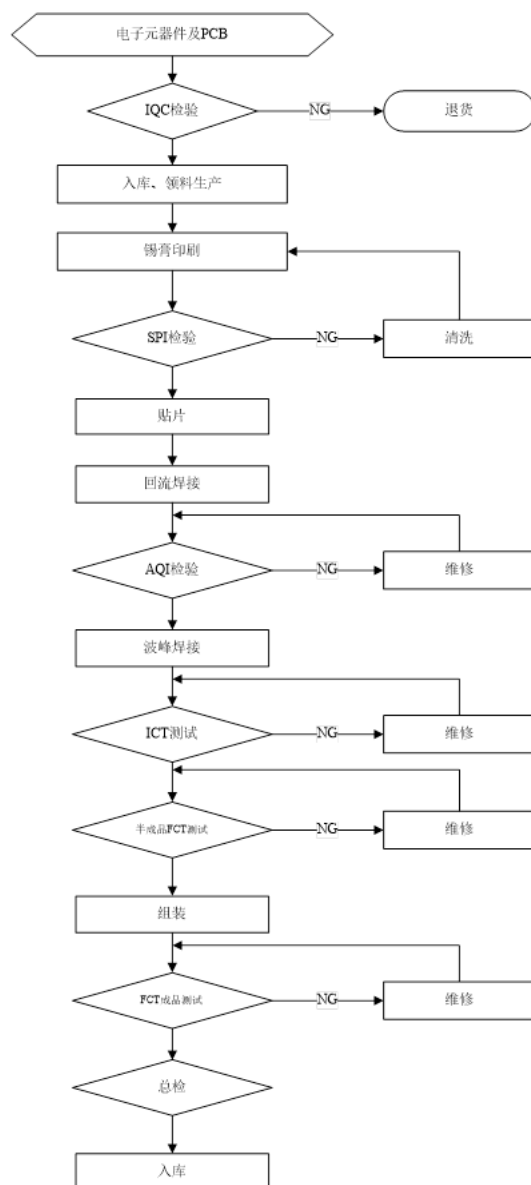 电子元器件及PCB
IQC检验
NG
退货
入库、领料生产
锡膏印刷
SPI检验
NG
清洗
贴片
回流焊接
AQI检验
NG
维修
波峰焊接
ICT测试
NG
维修
半成品FCT测试
NG
维修
组装
FCT成品测试
NG
维修
总检
入库